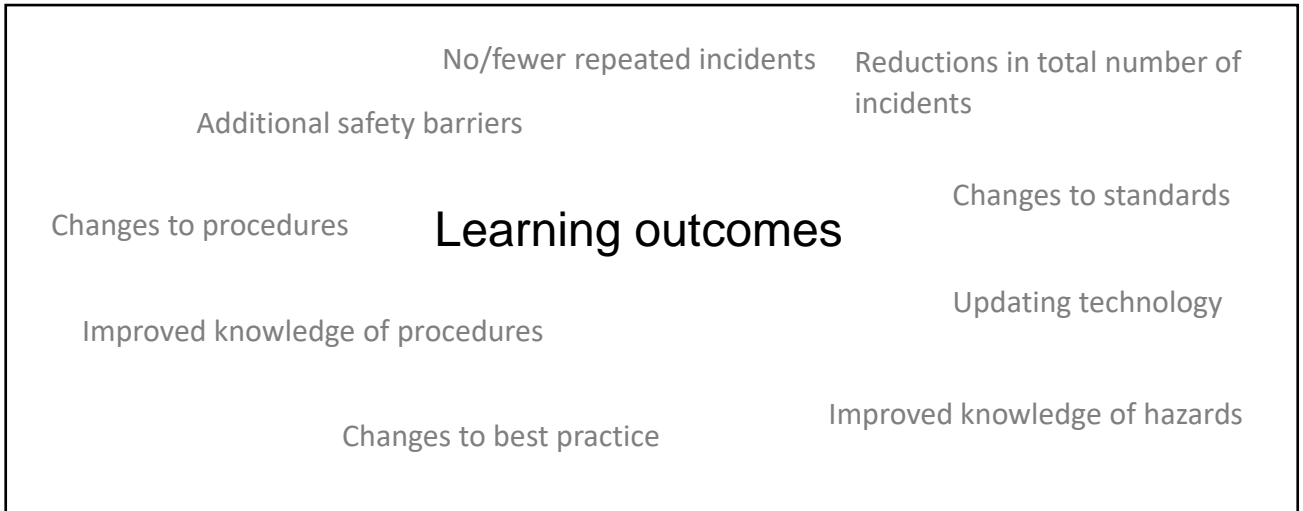 No/fewer repeated incidents
Reductions in total number of
incidents
Additional safety barriers
Changes to standards
Changes to procedures
Learning outcomes
Updating technology
Improved knowledge of procedures
Improved knowledge of hazards
Changes to best practice